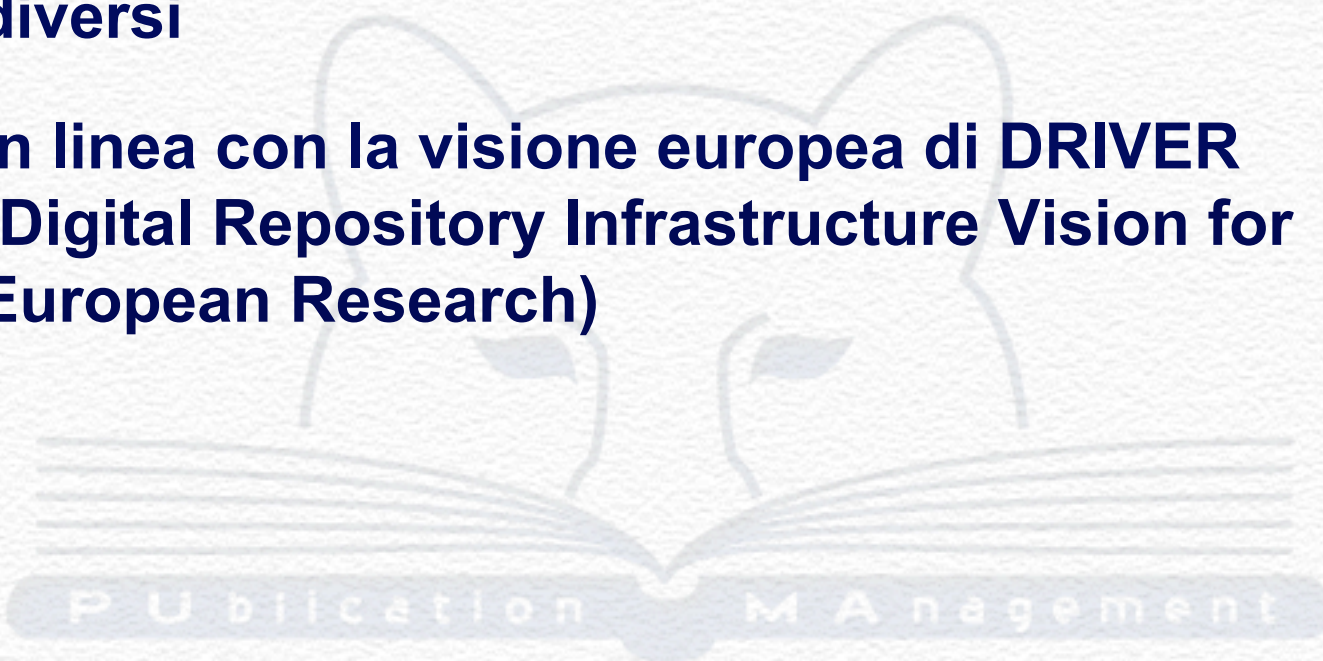 diversi
n linea con la visione europea di DRIVER
Digital Repository Infrastructure Vision for
European Research)
PUblication MAnagement